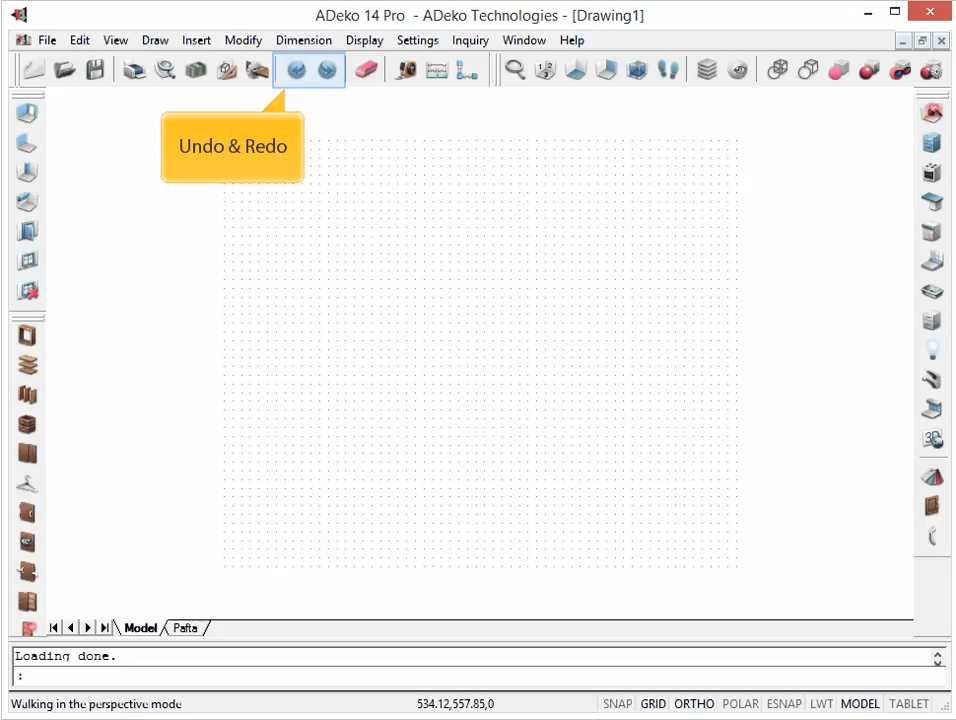 ADeko 14 Pro - ADeko Technologies - [Drawing1]
File Edit View Draw Insert Modify Dimension Display Settings Inquiry Window Help
Undo & Redo
Model Pafta
Loading done.
:
Walking in the perspective mode 534.12,557.85,0 SNAP GRID ORTHO POLAR ESNAP LWT MODEL TABLET